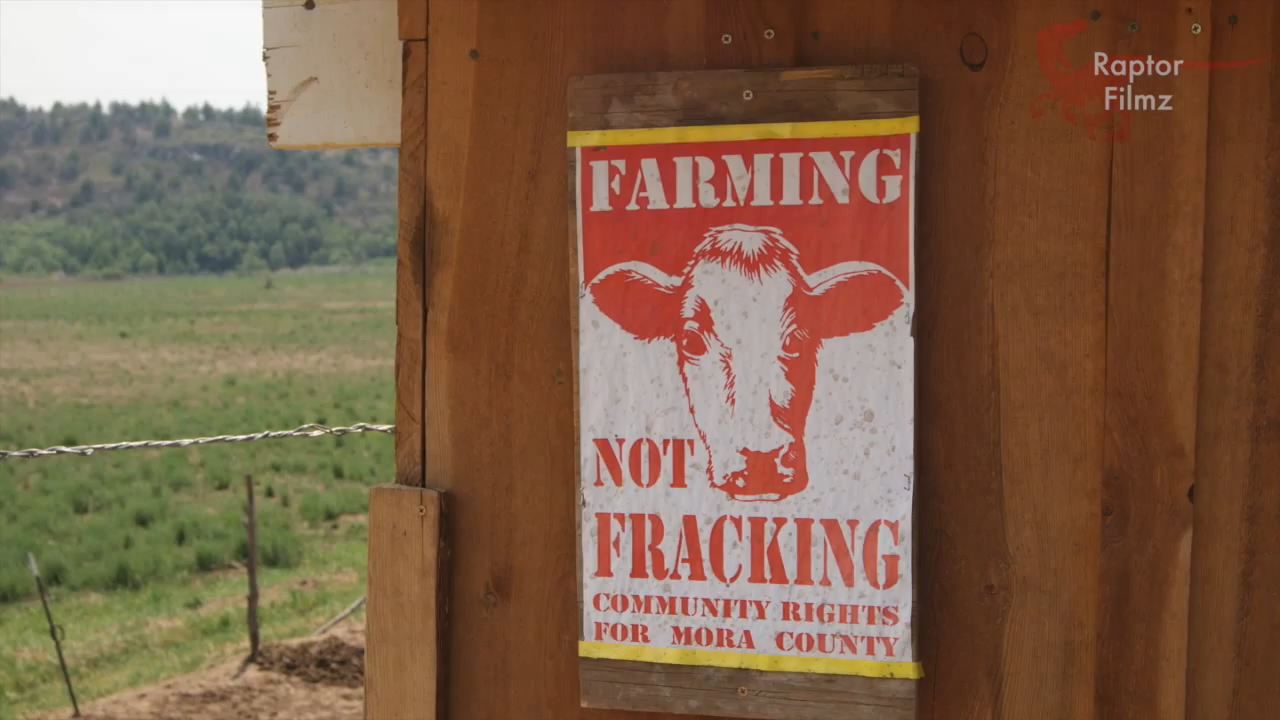 Raptor
Filmz
FARMING
NOT
FRACKING
COMMUNITY RIGHTS
FOR MORA COUNTY